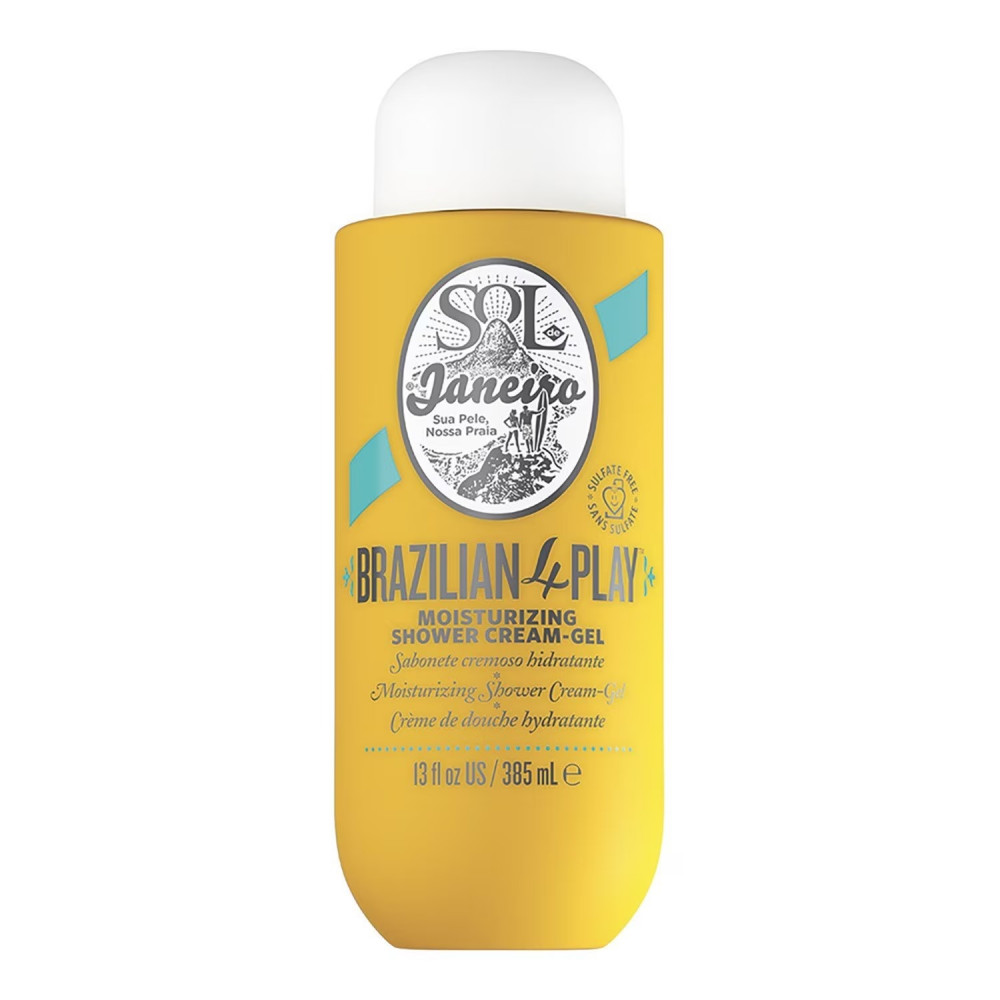 SOL
de
Janeiro®
Sua Pele,
Nossa Praia
SULFATE FREE
SANS SULFATE
BRAZILIAN 4 PLAY™
MOISTURIZING
SHOWER CREAM-GEL
Sabonete cremoso hidratante
Moisturizing Shower Cream-Gel
Crème de douche hydratante
13 fl oz US / 385 mL ℮